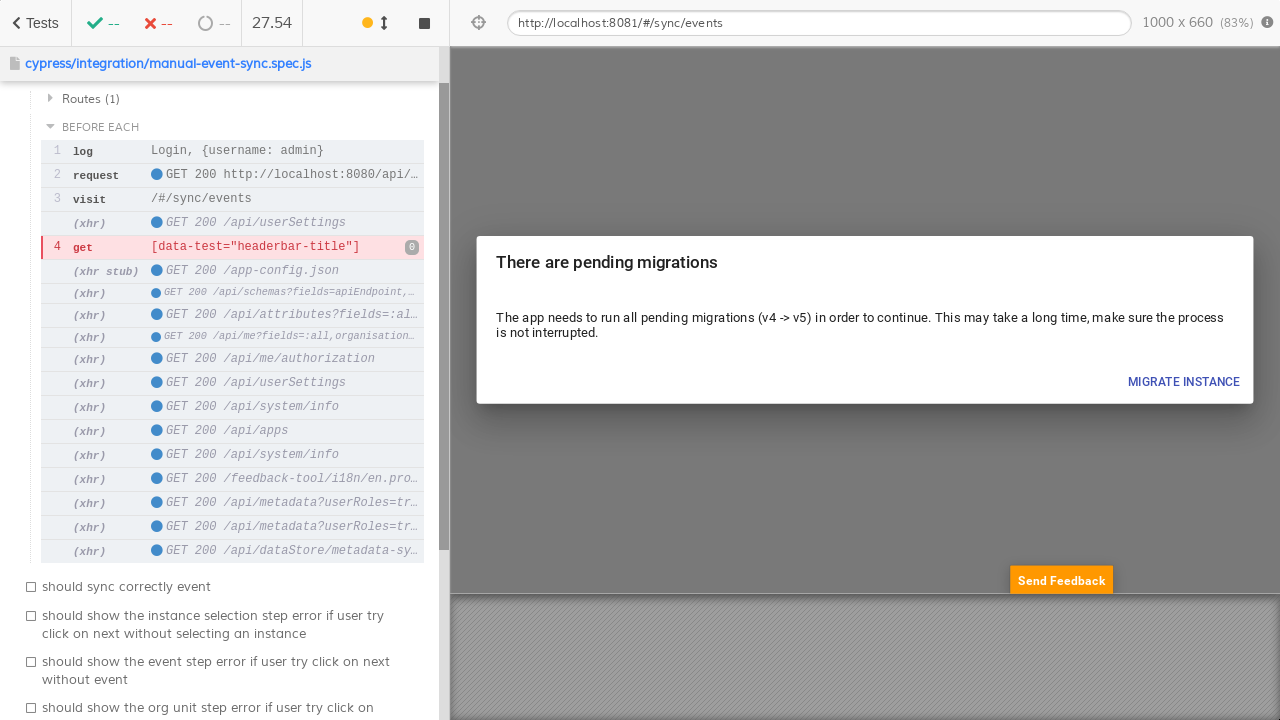 Tests
--
--
--
27.54
http://localhost:8081/#/sync/events
1000 x 660 (83%)
cypress/integration/manual-event-sync.spec.js
Routes (1)
BEFORE EACH
1 log Login, {username: admin}
2 request GET 200 http://localhost:8080/api/…
3 visit /#/sync/events
(xhr) GET 200 /api/userSettings
4 get [data-test="headerbar-title"] 0
(xhr stub) GET 200 /app-config.json
(xhr) GET 200 /api/schemas?fields=apiEndpoint,…
(xhr) GET 200 /api/attributes?fields=:al…
(xhr) GET 200 /api/me?fields=:all,organisation…
(xhr) GET 200 /api/me/authorization
(xhr) GET 200 /api/userSettings
(xhr) GET 200 /api/system/info
(xhr) GET 200 /api/apps
(xhr) GET 200 /api/system/info
(xhr) GET 200 /feedback-tool/i18n/en.pro…
(xhr) GET 200 /api/metadata?userRoles=tr…
(xhr) GET 200 /api/metadata?userRoles=tr…
(xhr) GET 200 /api/dataStore/metadata-sy…
should sync correctly event
should show the instance selection step error if user try
click on next without selecting an instance
should show the event step error if user try click on next
without event
should show the org unit step error if user try click on
There are pending migrations
The app needs to run all pending migrations (v4 -> v5) in order to continue. This may take a long time, make sure the process
is not interrupted.
MIGRATE INSTANCE
Send Feedback